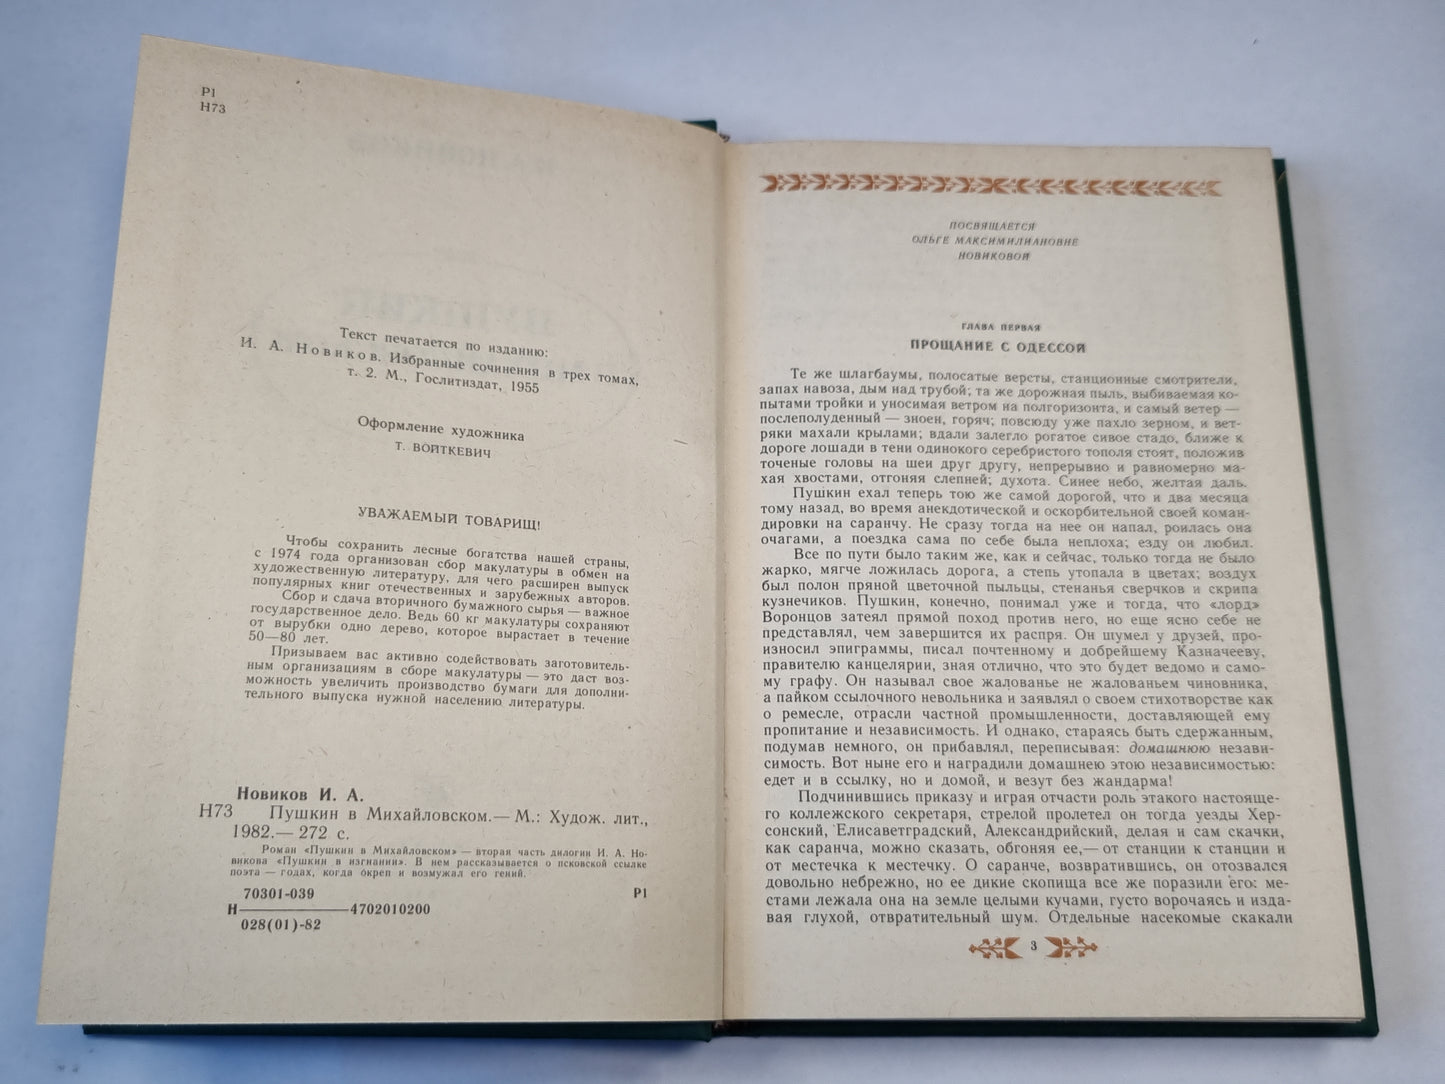 Р1
Н73
Текст печатается по изданию:
И. А. Новиков. Избранные сочинения в трех томах,
т. 2. М., Гослитиздат, 1955
Оформление художника
Т. ВОЙТКЕВИЧ
УВАЖАЕМЫЙ ТОВАРИЩ!
Чтобы сохранить лесные богатства нашей страны,
с 1974 года организован сбор макулатуры в обмен на
художественную литературу, для чего расширен выпуск
популярных книг отечественных и зарубежных авторов.
Сбор и сдача вторичного бумажного сырья — важное
государственное дело. Ведь 60 кг макулатуры сохраняют
от вырубки одно дерево, которое вырастает в течение
50—80 лет.
Призываем вас активно содействовать заготовитель-
ным организациям в сборе макулатуры — это даст воз-
можность увеличить производство бумаги для дополни-
тельного выпуска нужной населению литературы.
Новиков И. А.
Н73 Пушкин в Михайловском.— М.: Худож. лит.,
1982.— 272 с.
Роман «Пушкин в Михайловском» — вторая часть дилогии И. А. Но-
викова «Пушкин в изгнании». В нем рассказывается о псковской ссылке
поэта — годах, когда окреп и возмужал его гений.
70301-039 Р1
Н————4702010200
028(01)-82
ПОСВЯЩАЕТСЯ
ОЛЬГЕ МАКСИМИЛИАНОВНЕ
НОВИКОВОЙ
ГЛАВА ПЕРВАЯ
ПРОЩАНИЕ С ОДЕССОЙ
Те же шлагбаумы, полосатые версты, станционные смотрители,
запах навоза, дым над трубой; та же дорожная пыль, выбиваемая ко-
пытами тройки и уносимая ветром на полгоризонта, и самый ветер —
послеполуденный — зноен, горяч; повсюду уже пахло зерном, и вет-
ряки махали крылами; вдали залегло рогатое сивое стадо, ближе к
дороге лошади в тени одинокого серебристого тополя стоят, положив
точеные головы на шеи друг другу, непрерывно и равномерно ма-
хая хвостами, отгоняя слепней; духота. Синее небо, желтая даль.
Пушкин ехал теперь тою же самой дорогой, что и два месяца
тому назад, во время анекдотической и оскорбительной своей коман-
дировки на саранчу. Не сразу тогда на нее он напал, роилась она
очагами, а поездка сама по себе была неплоха; езду он любил.
Все по пути было таким же, как и сейчас, только тогда не было
жарко, мягче ложилась дорога, а степь утопала в цветах; воздух
был полон пряной цветочной пыльцы, стенанья сверчков и скрипа
кузнечиков. Пушкин, конечно, понимал уже и тогда, что «лорд»
Воронцов затеял прямой поход против него, но еще ясно себе не
представлял, чем завершится их распря. Он шумел у друзей, про-
износил эпиграммы, писал почтенному и добрейшему Казначееву,
правителю канцелярии, зная отлично, что это будет ведомо и само-
му графу. Он называл свое жалованье не жалованьем чиновника,
а пайком ссылочного невольника и заявлял о своем стихотворстве как
о ремесле, отрасли частной промышленности, доставляющей ему
пропитание и независимость. И однако, стараясь быть сдержанным,
подумав немного, он прибавлял, переписывая: домашнюю незави-
симость. Вот ныне его и наградили домашнею этою независимостью:
едет и в ссылку, но и домой, и везут без жандарма!
Подчинившись приказу и играя отчасти роль этакого настояще-
го коллежского секретаря, стрелой пролетел он тогда уезды Хер-
сонский, Елисаветградский, Александрийский, делая и сам скачки,
как саранча, можно сказать, обгоняя ее,— от станции к станции и
от местечка к местечку. О саранче, возвратившись, он отозвался
довольно небрежно, но ее дикие скопища все же поразили его: ме-
стами лежала она на земле целыми кучами, густо ворочаясь и изда-
вая глухой, отвратительный шум. Отдельные насекомые скакали
3